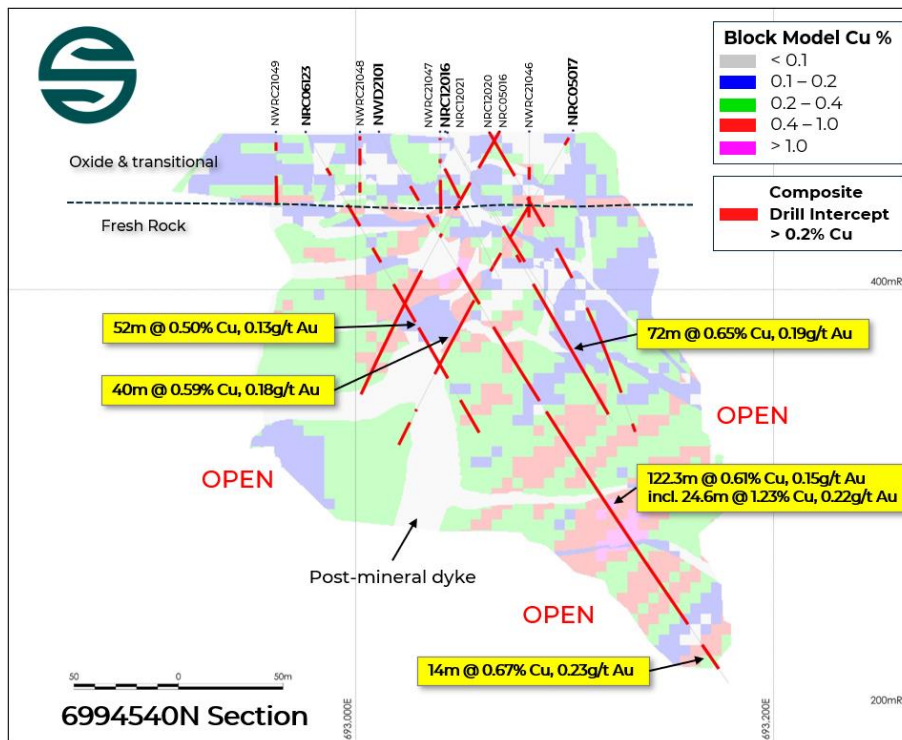 NWRC21049
NRC06123
NWRC21048
NWD2101
NWRC21047
NRC12016
NRC12021
NRC12020
NRC05016
NWRC21046
NRC05017
Block Model Cu %
< 0.1
0.1 – 0.2
0.2 – 0.4
0.4 – 1.0
> 1.0
Composite
Drill Intercept
> 0.2% Cu
Oxide & transitional
Fresh Rock
400mR
52m @ 0.50% Cu, 0.13g/t Au
72m @ 0.65% Cu, 0.19g/t Au
40m @ 0.59% Cu, 0.18g/t Au
OPEN
OPEN
122.3m @ 0.61% Cu, 0.15g/t Au
incl. 24.6m @ 1.23% Cu, 0.22g/t Au
Post-mineral dyke
OPEN
14m @ 0.67% Cu, 0.23g/t Au
50 0 50m
6994540N Section
693,000E
693,200E
200mR